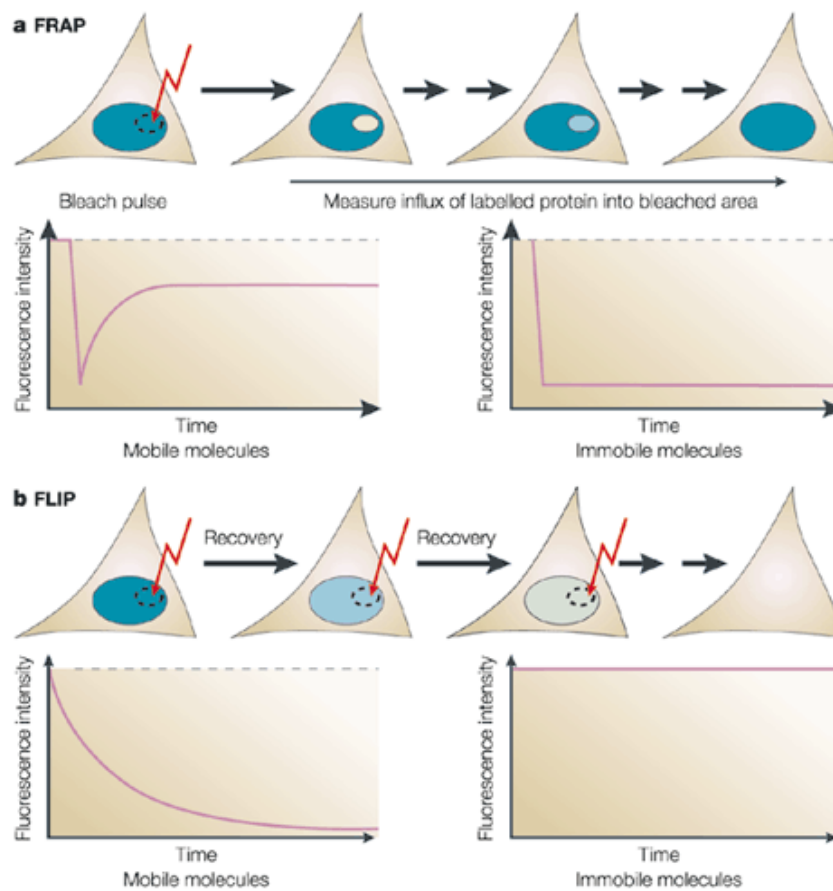 a FRAP
Bleach pulse
Measure influx of labelled protein into bleached area
Fluorescence intensity
Time
Mobile molecules
Fluorescence intensity
Time
Immobile molecules
b FLIP
Recovery
Recovery
Fluorescence intensity
Time
Mobile molecules
Fluorescence intensity
Time
Immobile molecules